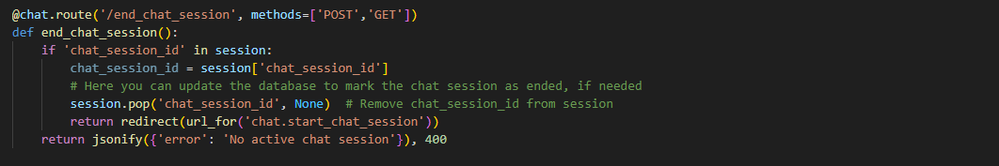 @chat.route('/end_chat_session', methods=['POST','GET'])
def end_chat_session():
    if 'chat_session_id' in session:
        chat_session_id = session['chat_session_id']
        # Here you can update the database to mark the chat session as ended, if needed
        session.pop('chat_session_id', None)  # Remove chat_session_id from session
        return redirect(url_for('chat.start_chat_session'))
    return jsonify({'error': 'No active chat session'}), 400